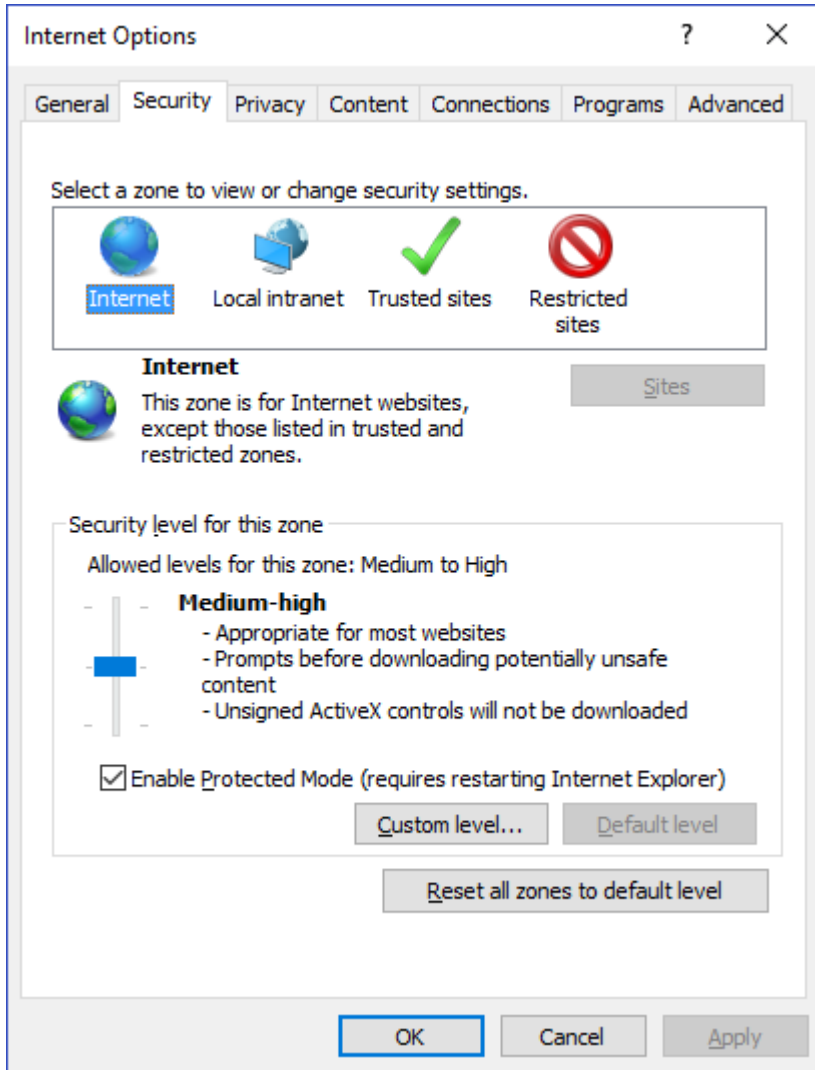 Internet Options
?
General Security Privacy Content Connections Programs Advanced
Select a zone to view or change security settings.
Internet Local intranet Trusted sites Restricted
sites
Internet
Sites
This zone is for Internet websites,
except those listed in trusted and
restricted zones.
Security level for this zone
Allowed levels for this zone: Medium to High
Medium-high
- Appropriate for most websites
- Prompts before downloading potentially unsafe
content
- Unsigned ActiveX controls will not be downloaded
Enable Protected Mode (requires restarting Internet Explorer)
Custom level... Default level
Reset all zones to default level
OK Cancel Apply